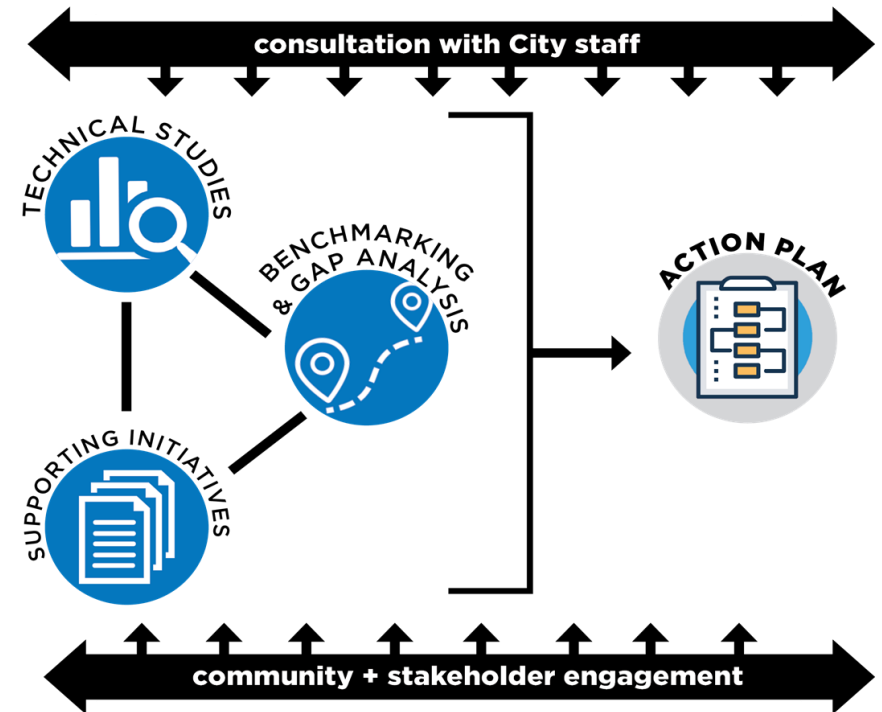 consultation with City staff
TECHNICAL STUDIES
BENCHMARKING
& GAP ANALYSIS
ACTION PLAN
SUPPORTING INITIATIVES
community + stakeholder engagement